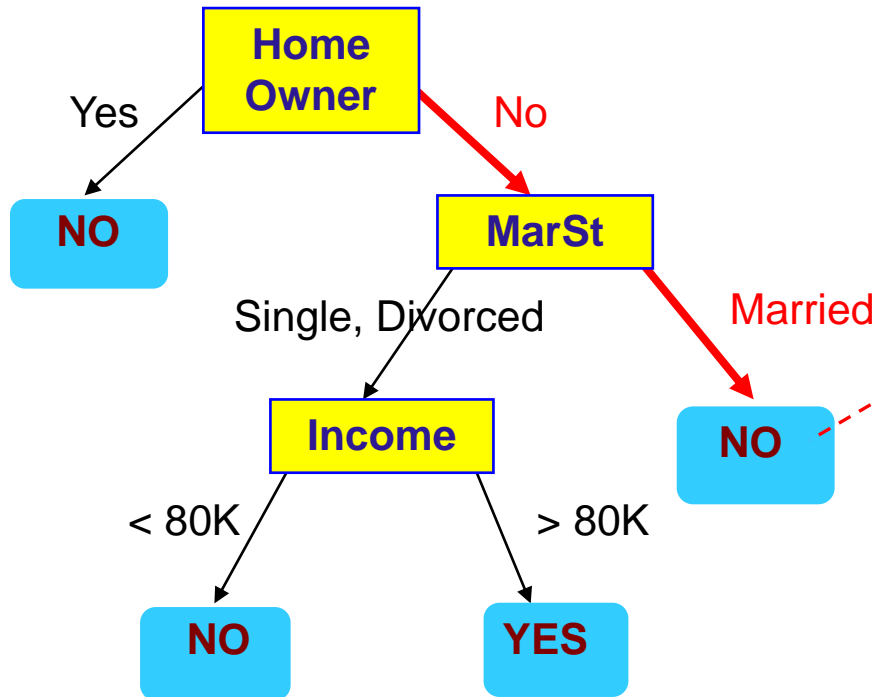 Home
Owner
Yes
No
NO
MarSt
Single, Divorced
Married
Income
NO
< 80K
> 80K
NO
YES